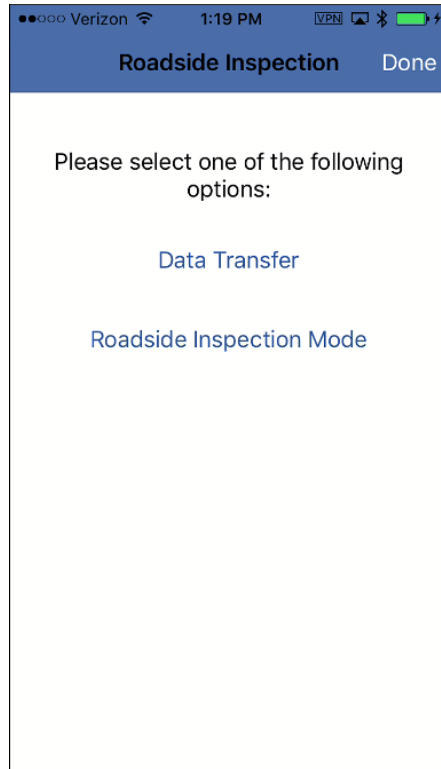 Verizon 1:19 PM VPN
Roadside Inspection Done
Please select one of the following
options:
Data Transfer
Roadside Inspection Mode